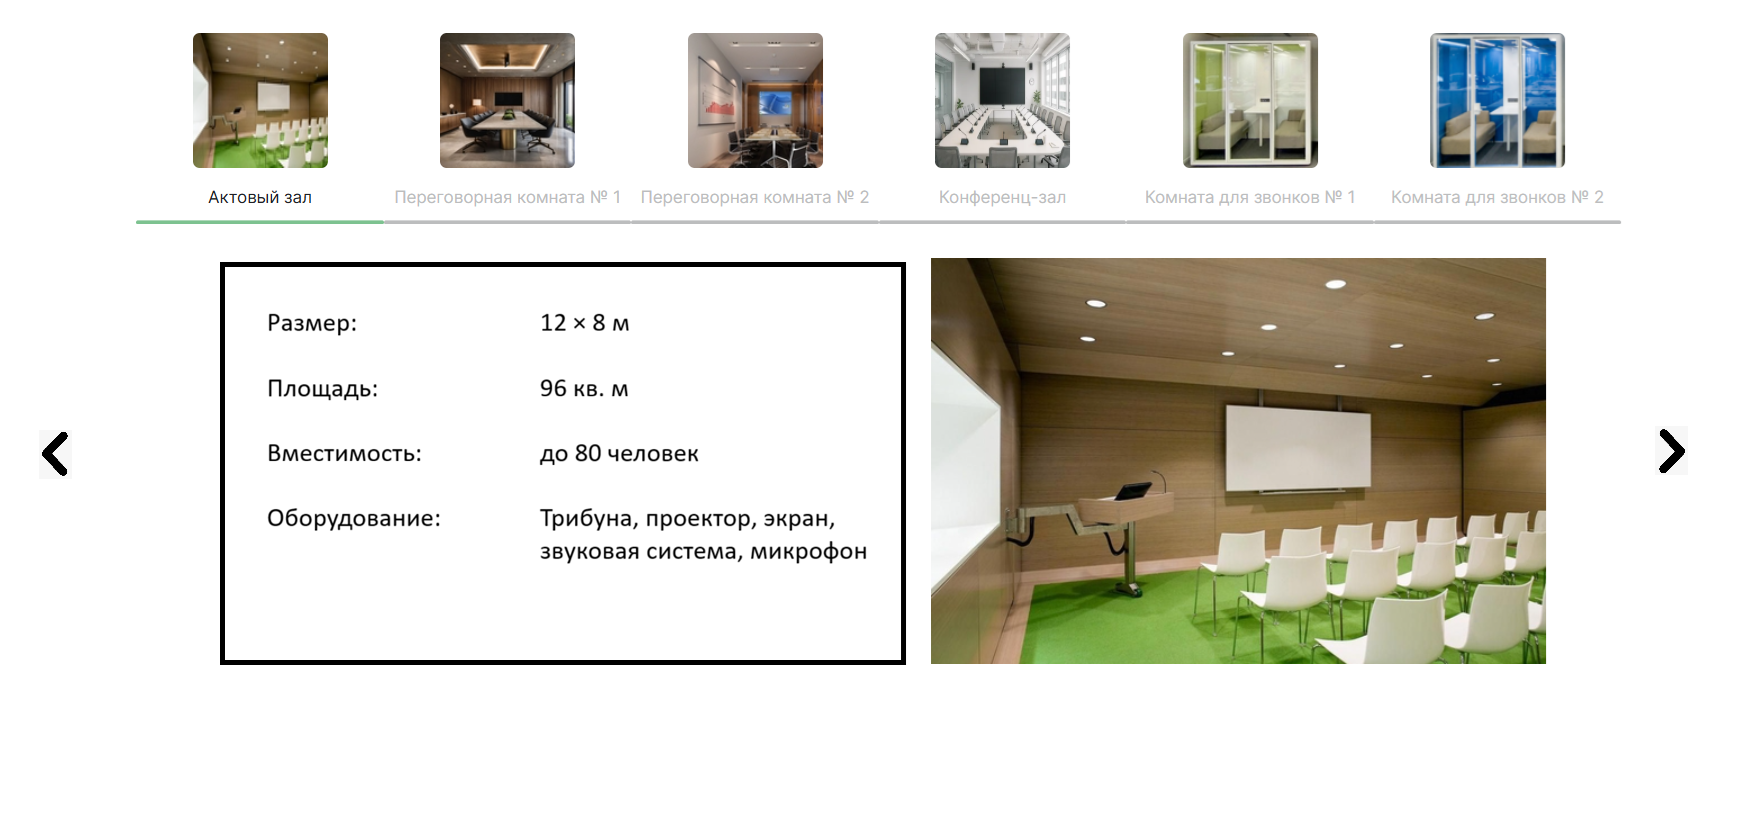 Актовый зал
Переговорная комната № 1
Переговорная комната № 2
Конференц-зал
Комната для звонков № 1
Комната для звонков № 2
Размер: 12 × 8 м
Площадь: 96 кв. м
Вместимость: до 80 человек
Оборудование: Трибуна, проектор, экран,
звуковая система, микрофон